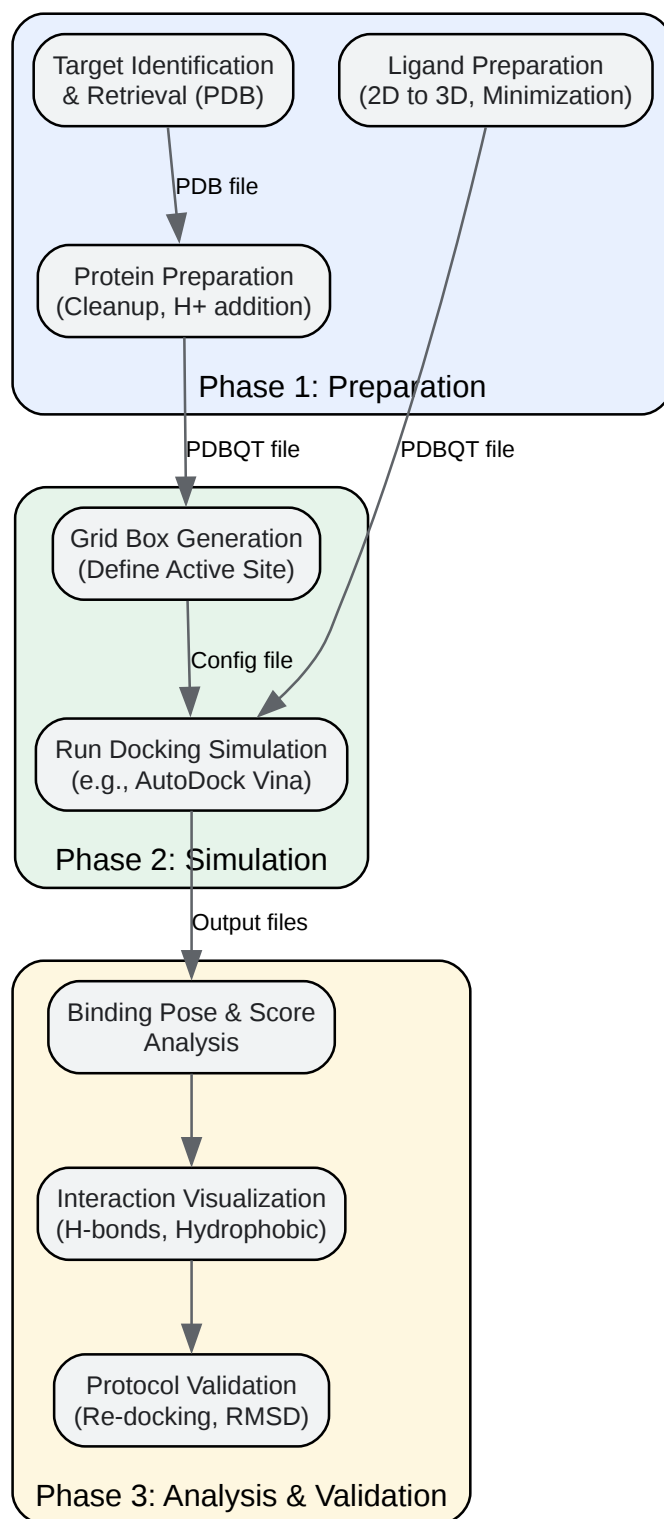 Target Identification
& Retrieval (PDB)
Ligand Preparation
(2D to 3D, Minimization)
PDB file
Protein Preparation
(Cleanup, H+ addition)
Phase 1: Preparation
PDBQT file
PDBQT file
Grid Box Generation
(Define Active Site)
Config file
Run Docking Simulation
(e.g., AutoDock Vina)
Phase 2: Simulation
Output files
Binding Pose & Score
Analysis
Interaction Visualization
(H-bonds, Hydrophobic)
Protocol Validation
(Re-docking, RMSD)
Phase 3: Analysis & Validation